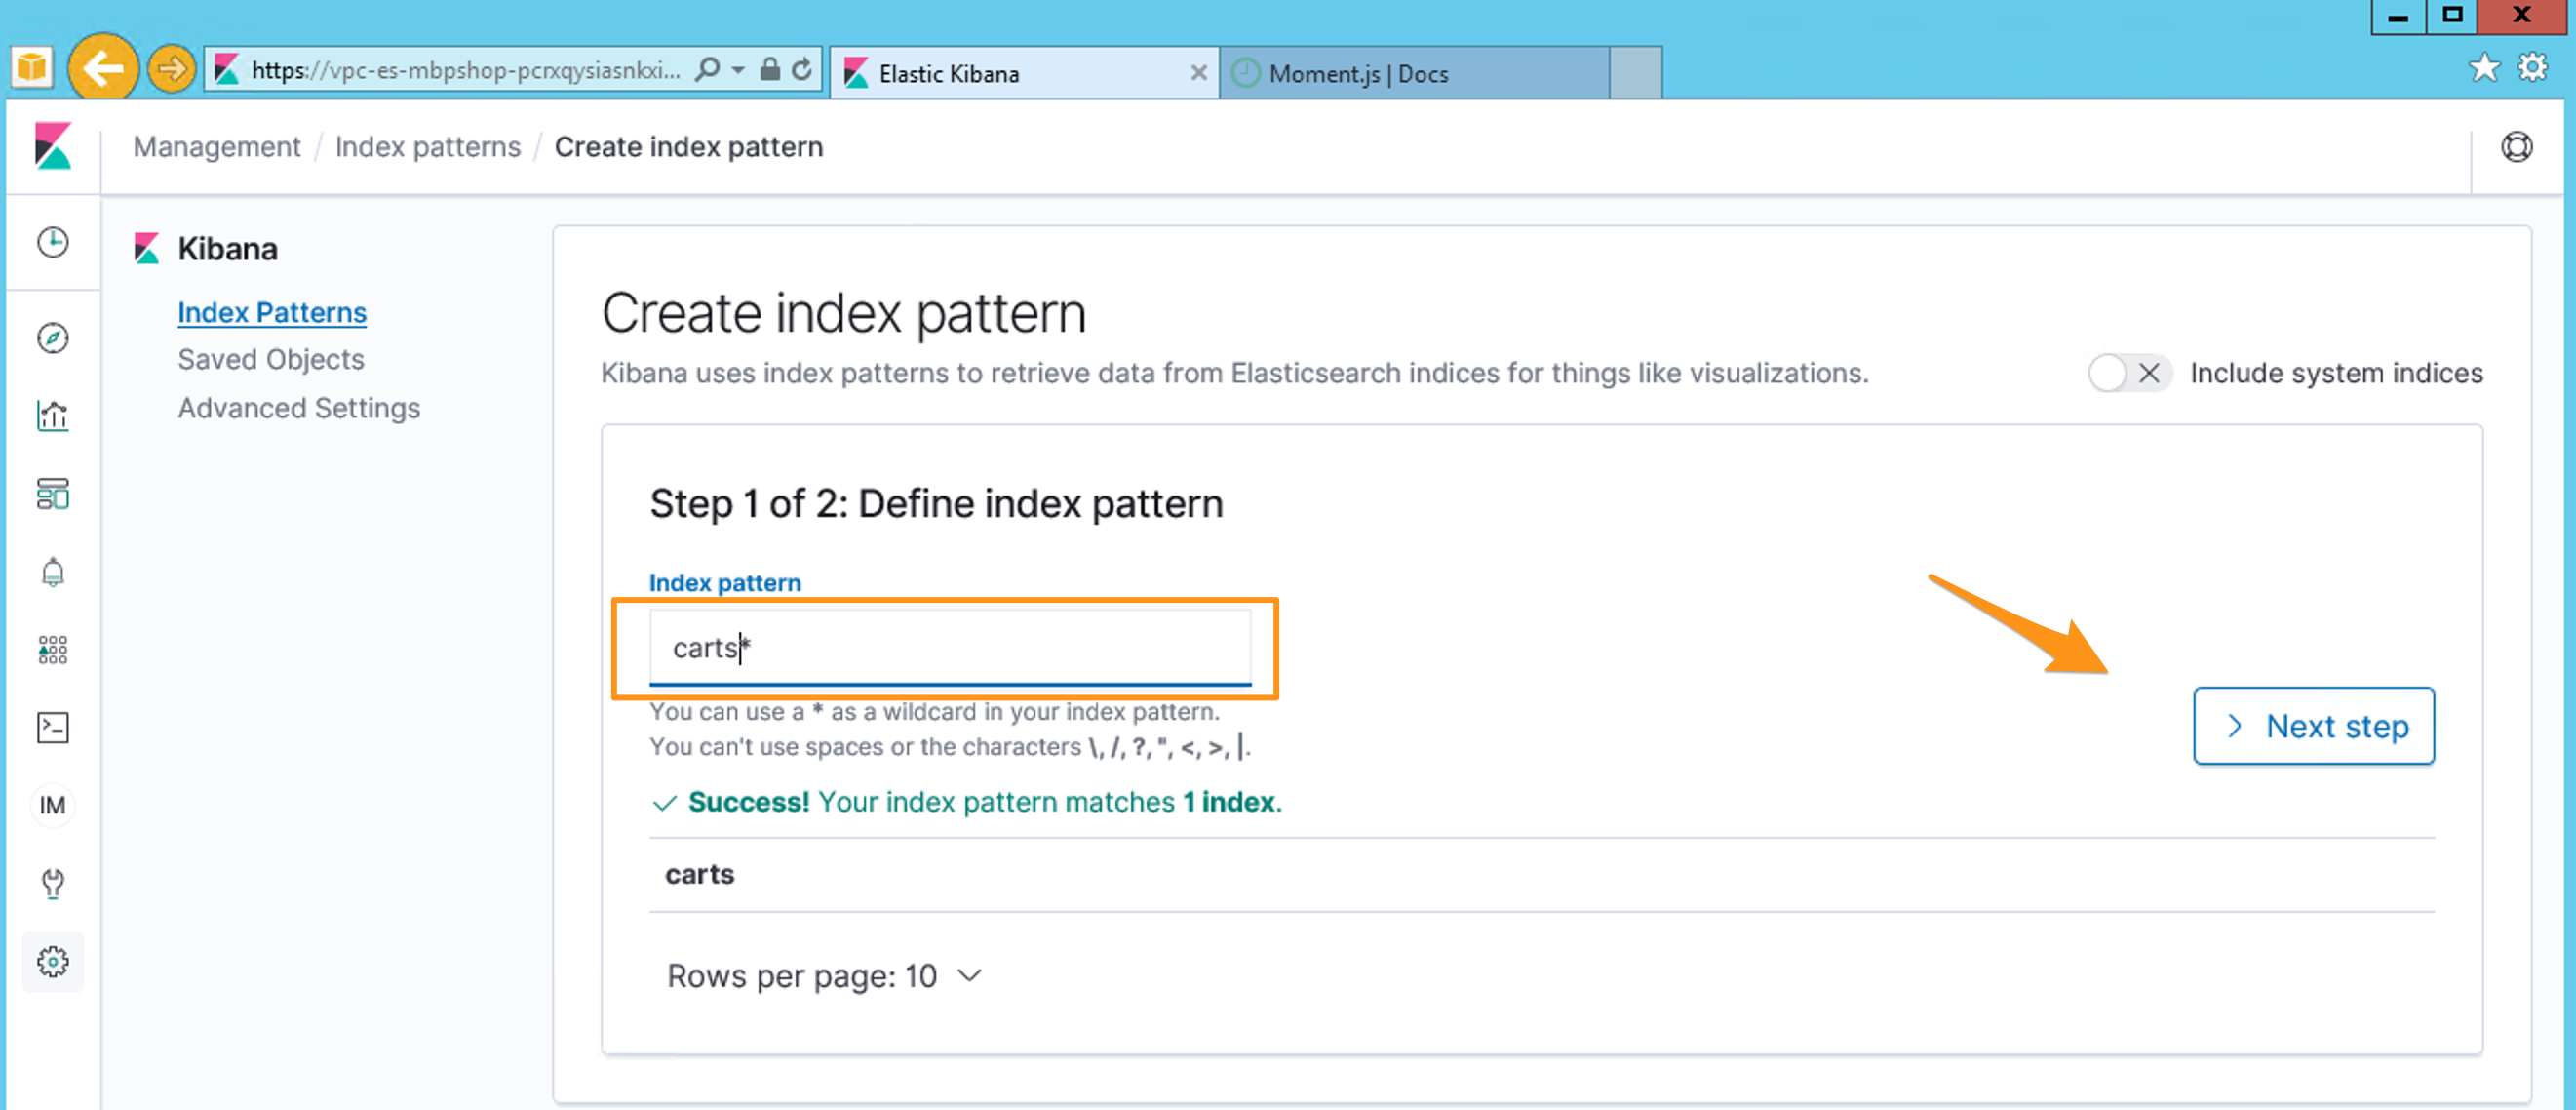 https://vpc-es-mbpshop-pcrxqysiasnkxi...
Elastic Kibana
Moment.js | Docs
Management / Index patterns / Create index pattern
Kibana
Index Patterns
Saved Objects
Advanced Settings
IM
Create index pattern
Kibana uses index patterns to retrieve data from Elasticsearch indices for things like visualizations.
Include system indices
Step 1 of 2: Define index pattern
Index pattern
carts*
You can use a * as a wildcard in your index pattern.
You can't use spaces or the characters \, /, ?, ", <, >, |.
Next step
Success! Your index pattern matches 1 index.
carts
Rows per page: 10